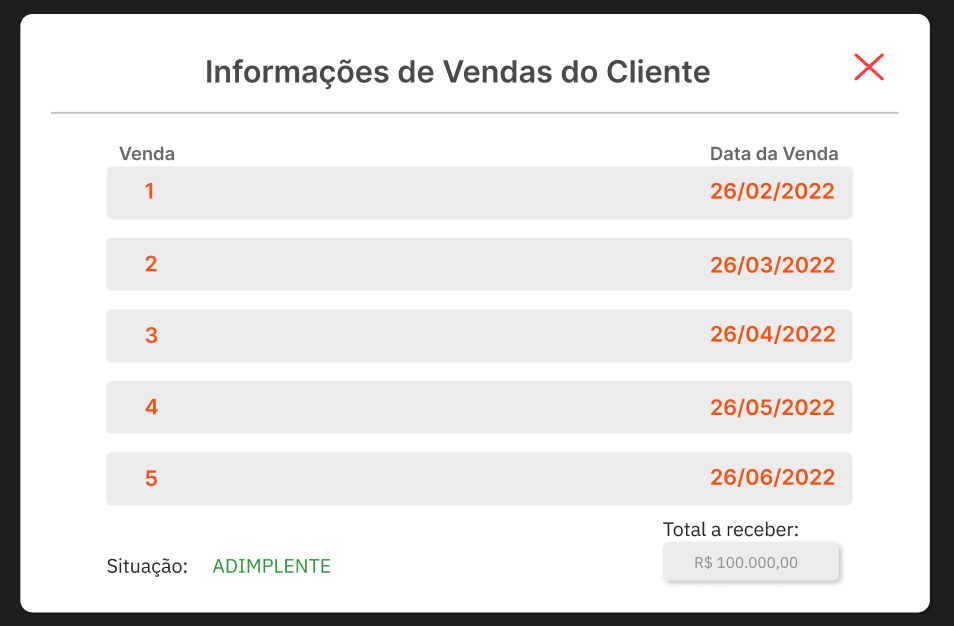 Informações de Vendas do Cliente
Venda Data da Venda
1 26/02/2022
2 26/03/2022
3 26/04/2022
4 26/05/2022
5 26/06/2022
Total a receber:
Situação: ADIMPLENTE R$ 100.000,00